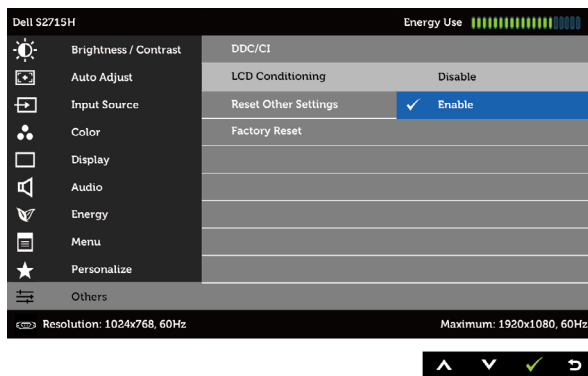 Dell S2715H Energy Use
Brightness / Contrast DDC/CI
Auto Adjust LCD Conditioning Disable
Input Source Reset Other Settings Enable
Color Factory Reset
Display
Audio
Energy
Menu
Personalize
Others
Resolution: 1024x768, 60Hz Maximum: 1920x1080, 60Hz